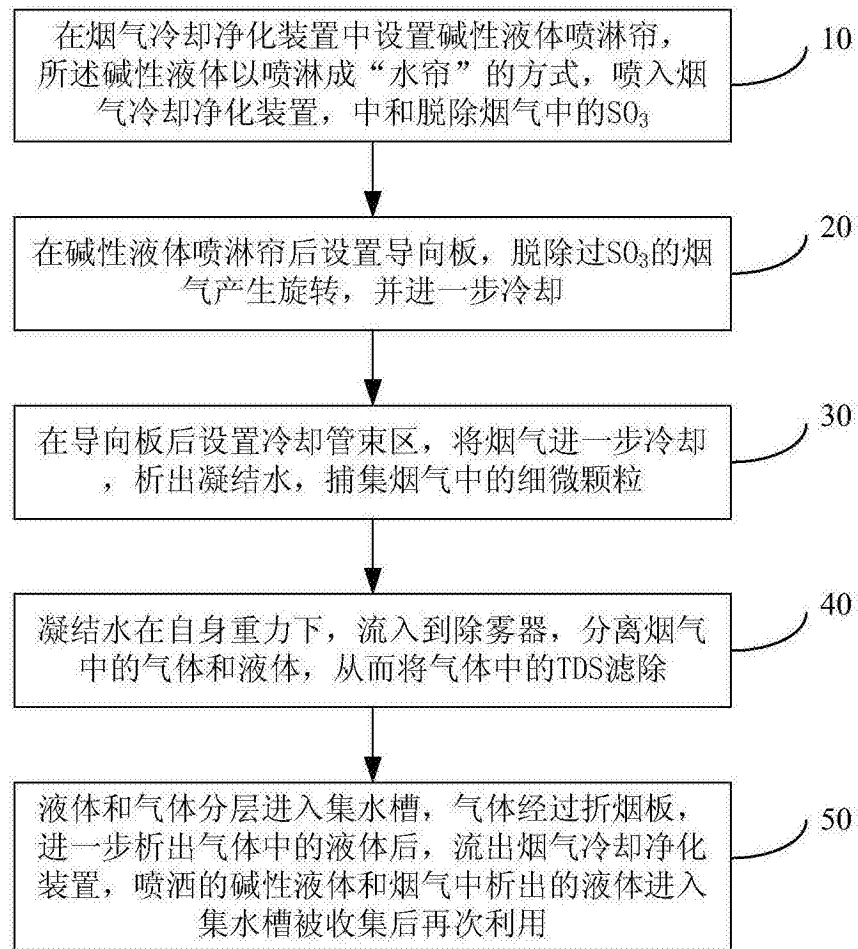 在烟气冷却净化装置中设置碱性液体喷淋帘，
所述碱性液体以喷淋成“水帘”的方式，喷入烟
气冷却净化装置，中和脱除烟气中的SO₃
10
在碱性液体喷淋帘后设置导向板，脱除过SO₃的烟
气产生旋转，并进一步冷却
20
在导向板后设置冷却管束区，将烟气进一步冷却
，析出凝结水，捕集烟气中的细微颗粒
30
凝结水在自身重力下，流入到除雾器，分离烟气
中的气体和液体，从而将气体中的TDS滤除
40
液体和气体分层进入集水槽，气体经过折烟板，
进一步析出气体中的液体后，流出烟气冷却净化
装置，喷洒的碱性液体和烟气中析出的液体进入
集水槽被收集后再次利用
50